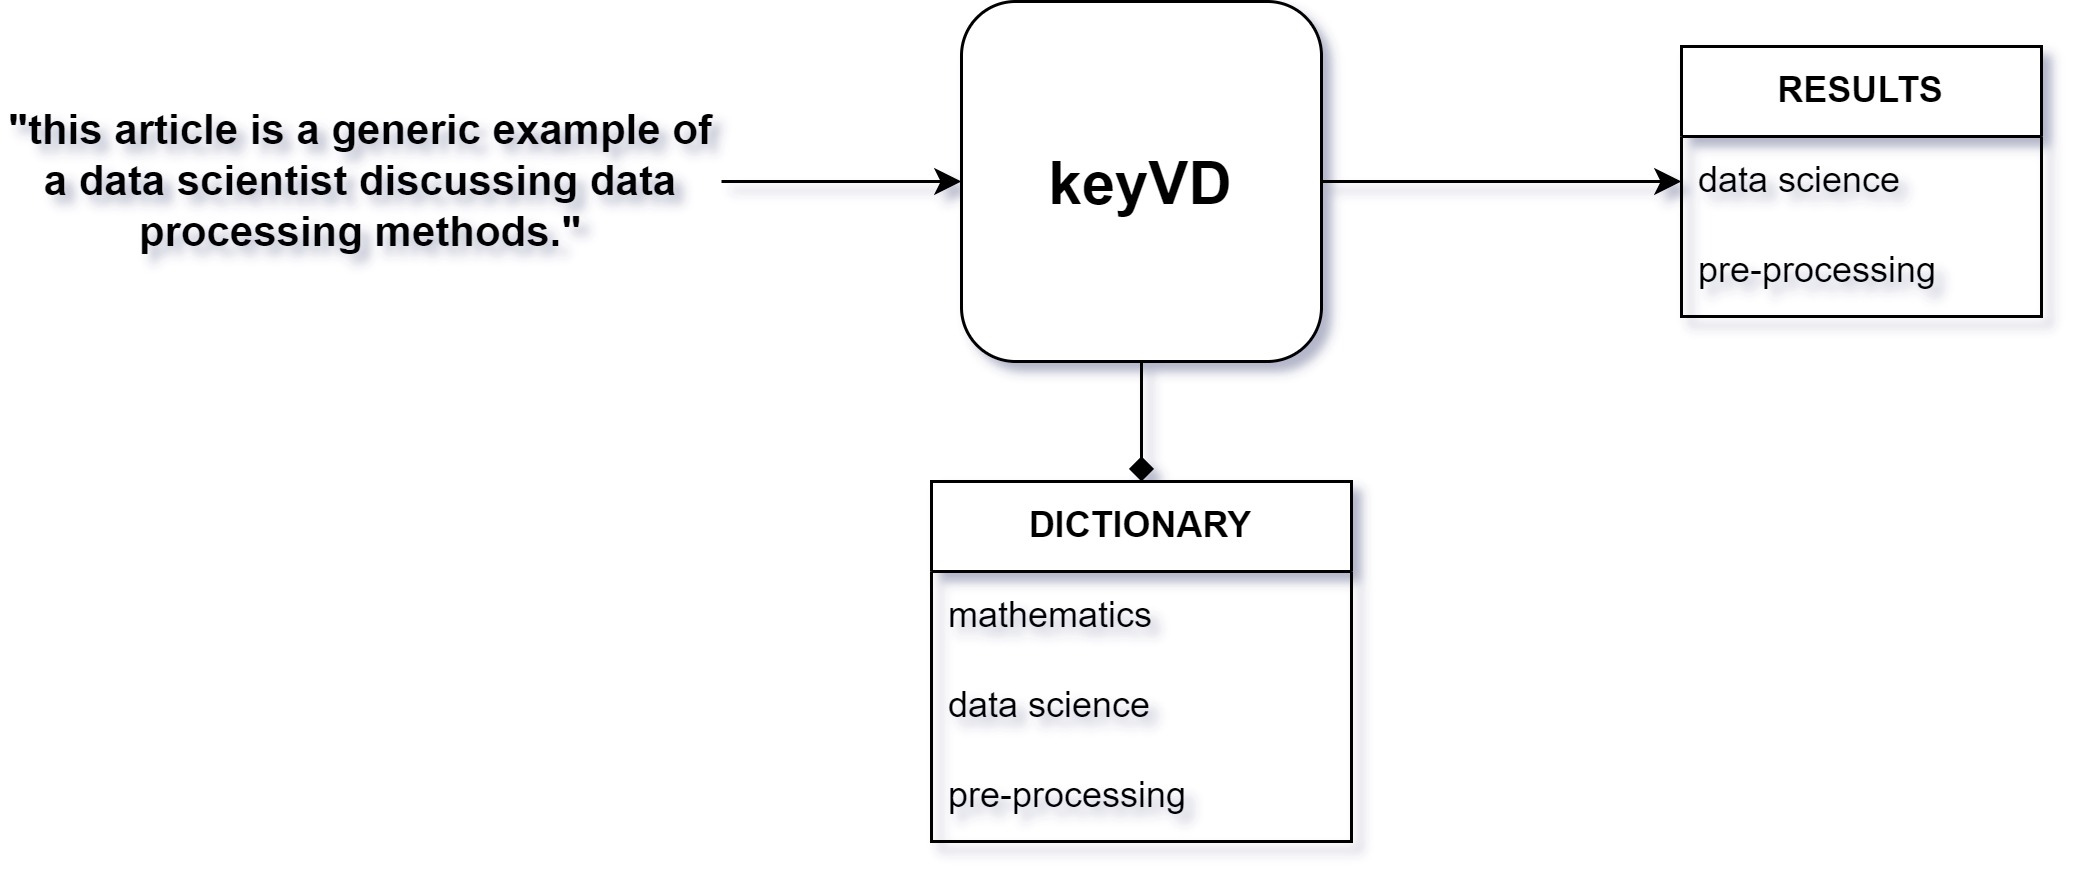 "this article is a generic example of
a data scientist discussing data
processing methods."
keyVD
RESULTS
data science
pre-processing
DICTIONARY
mathematics
data science
pre-processing